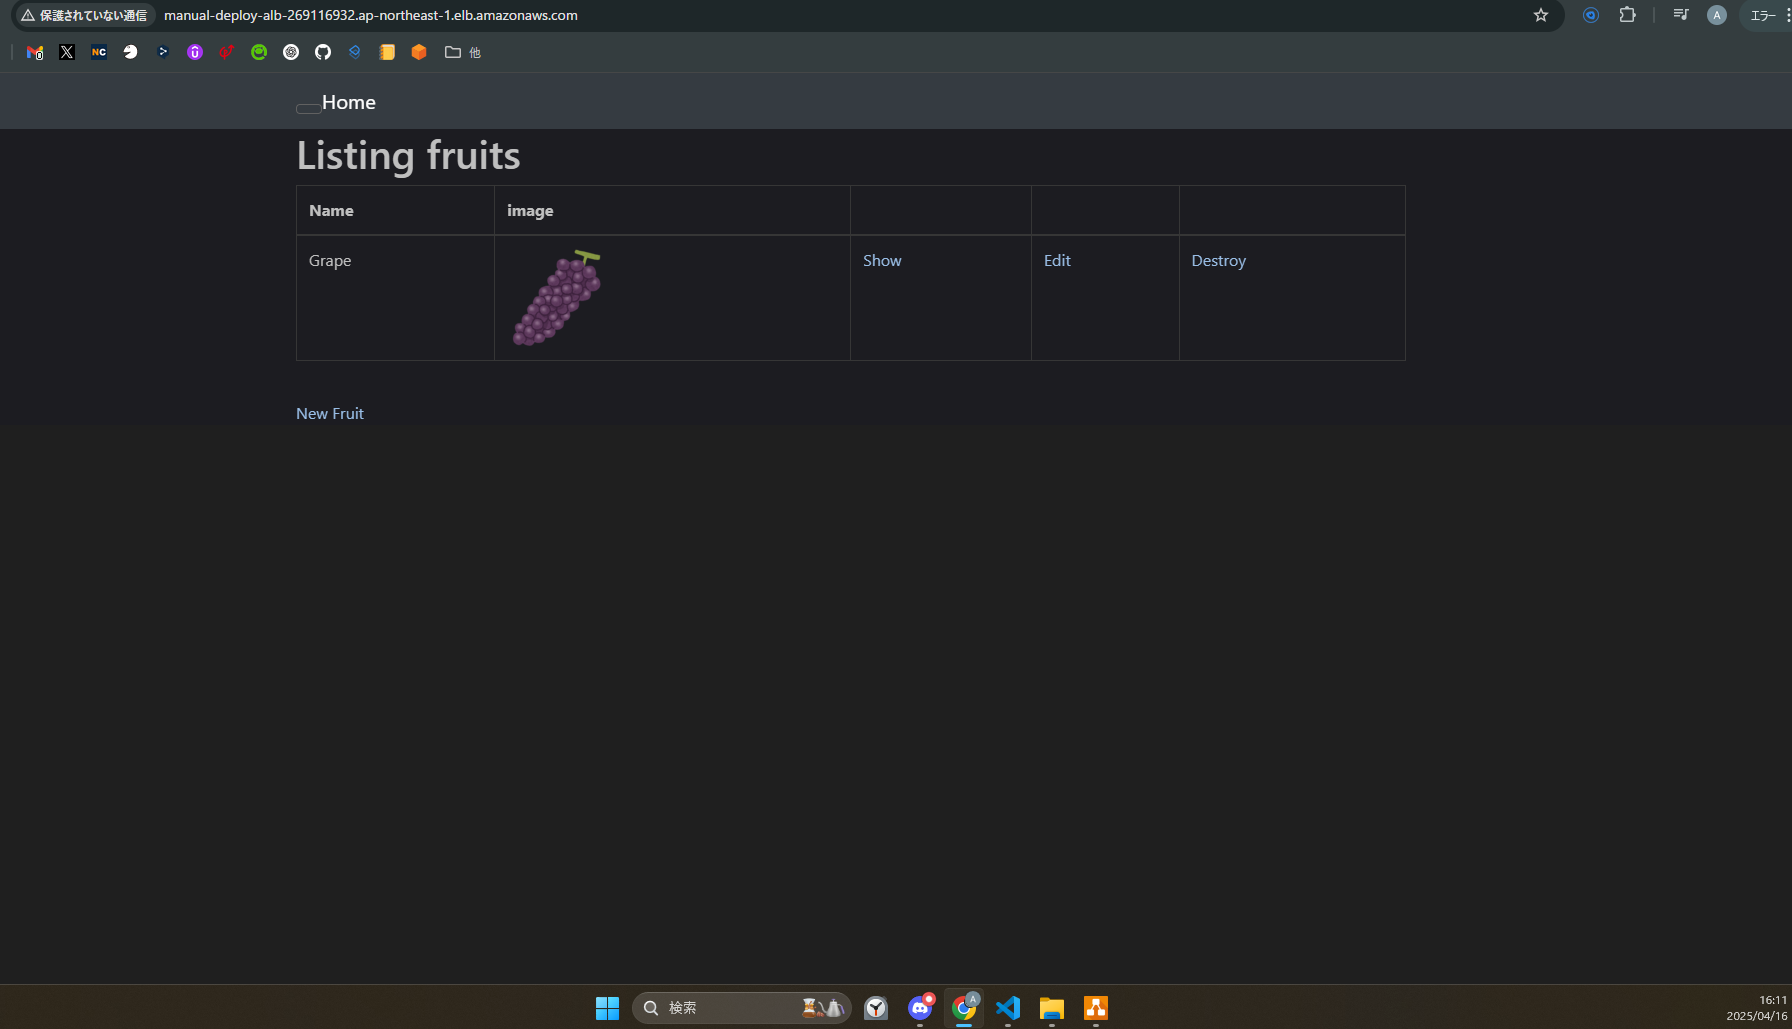 保護されていない通信 manual-deploy-alb-269116932.ap-northeast-1.elb.amazonaws.com A エラー
0 NC 他
Home
Listing fruits
Name image
Grape Show Edit Destroy
New Fruit
検索 A 16:11
2025/04/16